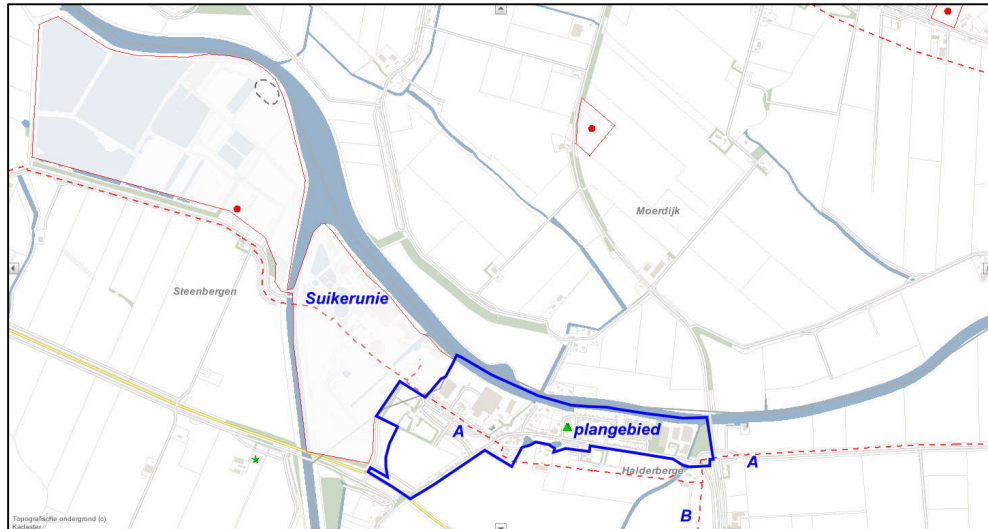 Moerdijk
Steenbergen
Suikerunie
A
plangebied
Halderberge
A
B
Topografische ondergrond (c)
Kadaster